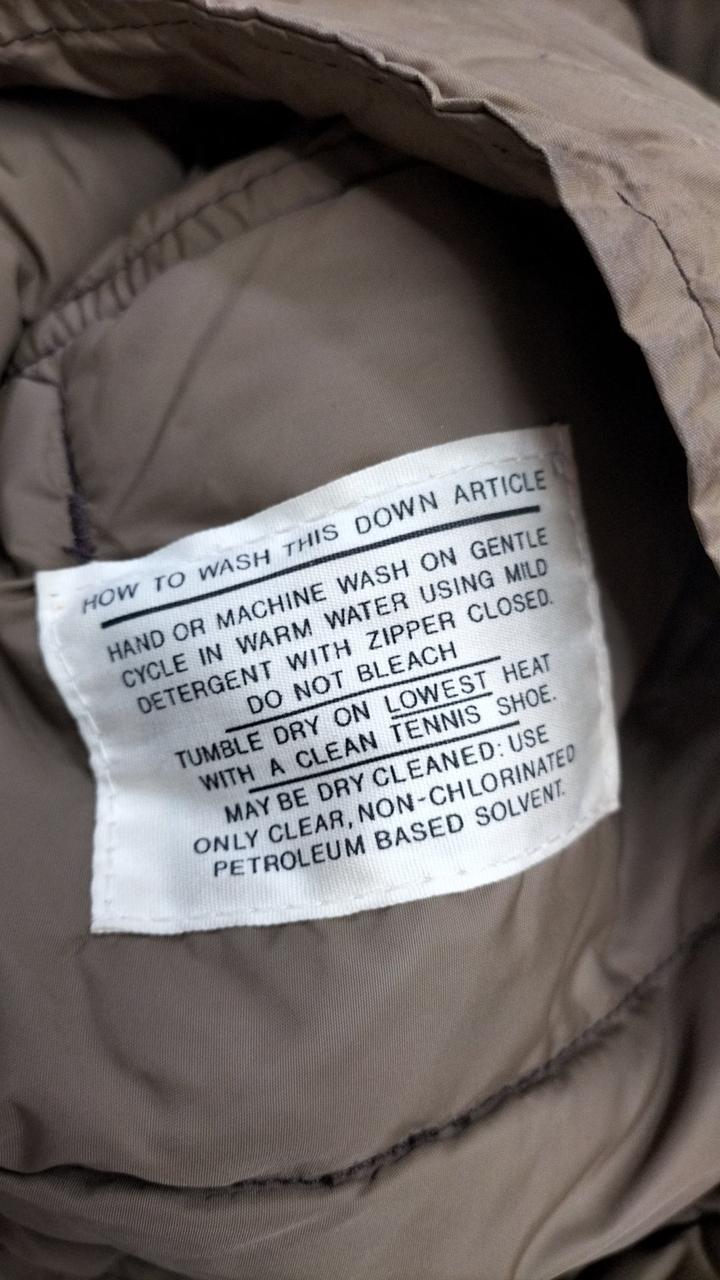 HOW TO WASH THIS DOWN ARTICLE
HAND OR MACHINE WASH ON GENTLE
CYCLE IN WARM WATER USING MILD
DETERGENT WITH ZIPPER CLOSED.
DO NOT BLEACH
TUMBLE DRY ON LOWEST HEAT
WITH A CLEAN TENNIS SHOE.
MAY BE DRY CLEANED: USE
ONLY CLEAR, NON-CHLORINATED
PETROLEUM BASED SOLVENT.